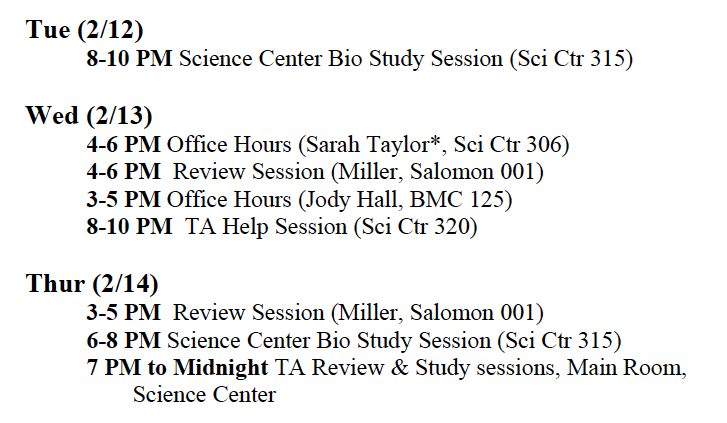 Tue (2/12)
8-10 PM Science Center Bio Study Session (Sci Ctr 315)
Wed (2/13)
4-6 PM Office Hours (Sarah Taylor*, Sci Ctr 306)
4-6 PM  Review Session (Miller, Salomon 001)
3-5 PM Office Hours (Jody Hall, BMC 125)
8-10 PM  TA Help Session (Sci Ctr 320)
Thur (2/14)
3-5 PM  Review Session (Miller, Salomon 001)
6-8 PM Science Center Bio Study Session (Sci Ctr 315)
7 PM to Midnight TA Review & Study sessions, Main Room,
Science Center